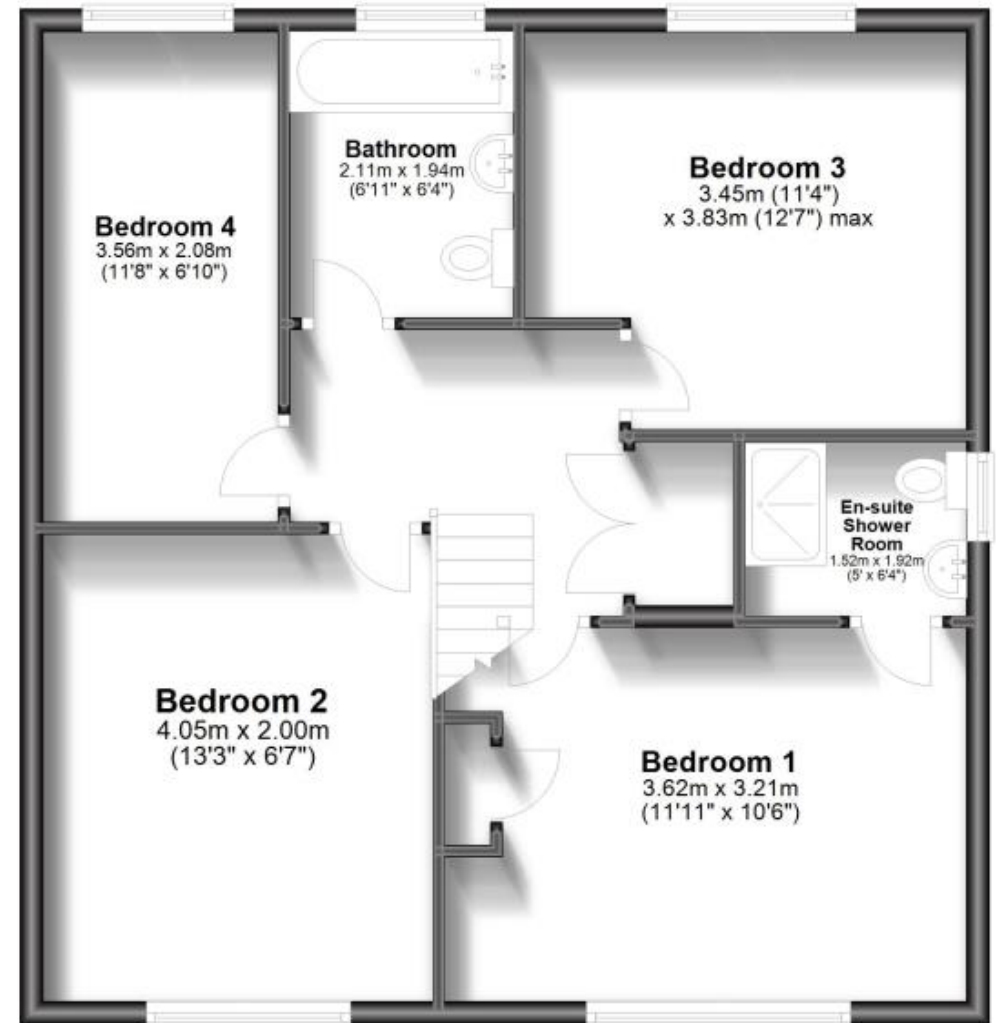 Bathroom
2.11m x 1.94m
(6'11" x 6'4")
Bedroom 3
3.45m (11'4")
x 3.83m (12'7") max
Bedroom 4
3.56m x 2.08m
(11'8" x 6'10")
En-suite
Shower
Room
1.52m x 1.92m
(5' x 6'4")
Bedroom 2
4.05m x 2.00m
(13'3" x 6'7")
Bedroom 1
3.62m x 3.21m
(11'11" x 10'6")